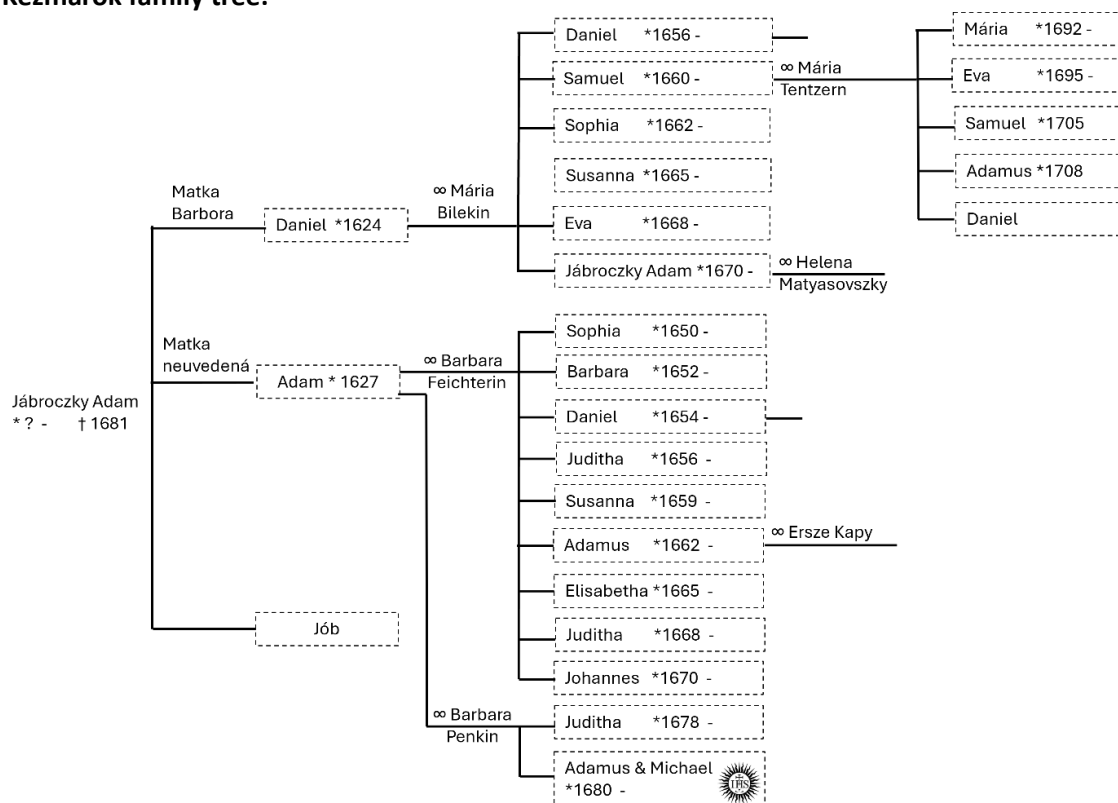 Kežmarok family tree:
Jábroczky Adam
* ? -     † 1681
Matka
Barbora
Daniel *1624
∞ Mária
Bilekin
Daniel *1656 -
Samuel *1660 -
∞ Mária
Tentzern
Mária *1692 -
Eva *1695 -
Samuel *1705
Adamus *1708
Daniel
Sophia *1662 -
Susanna *1665 -
Eva *1668 -
Jábroczky Adam *1670 -
∞ Helena
Matyasovszky
Matka
neuvedená
Adam * 1627
∞ Barbara
Feichterin
Sophia *1650 -
Barbara *1652 -
Daniel *1654 -
Juditha *1656 -
Susanna *1659 -
Adamus *1662 -
∞ Ersze Kapy
Elisabetha *1665 -
Juditha *1668 -
Johannes *1670 -
∞ Barbara
Penkin
Juditha *1678 -
Adamus & Michael
*1680 -
IHS
Jób